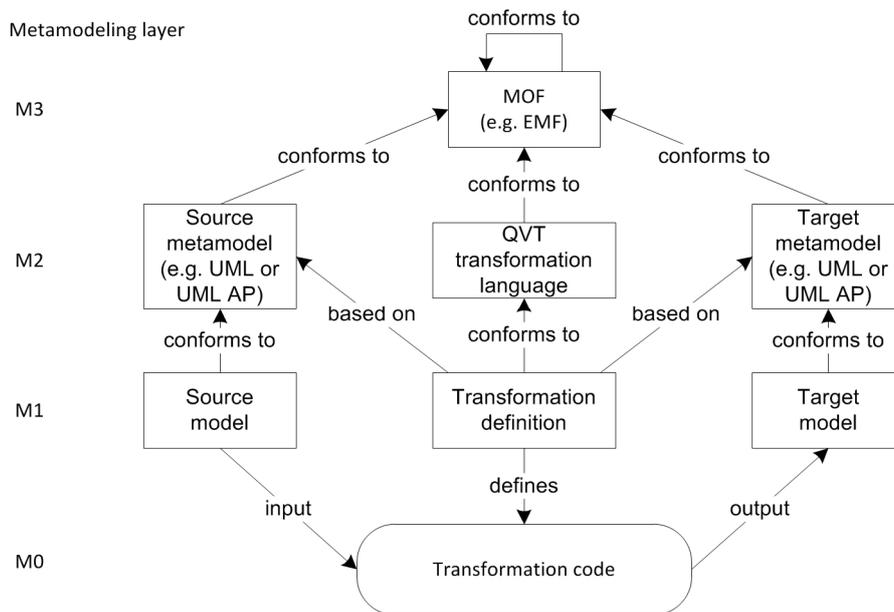 conforms to
Metamodeling layer
M3
MOF
(e.g. EMF)
conforms to
conforms to
conforms to
M2
Source
metamodel
(e.g. UML or
UML AP)
QVT
transformation
language
Target
metamodel
(e.g. UML or
UML AP)
based on
based on
conforms to
conforms to
conforms to
M1
Source
model
Transformation
definition
Target
model
input
defines
output
M0
Transformation code